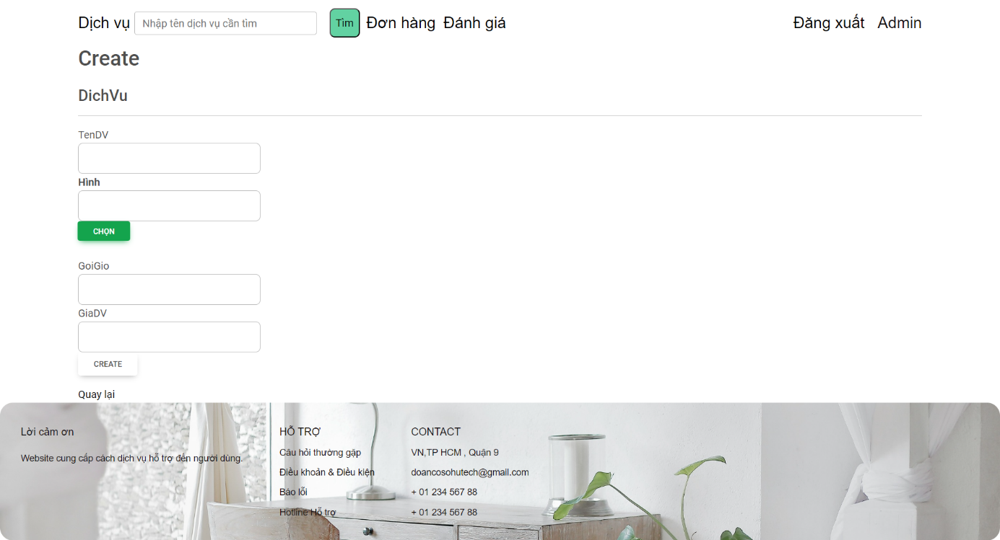 Dịch vụ Nhập tên dịch vụ cần tìm Tìm Đơn hàng Đánh giá Đăng xuất Admin
Create
DichVu
TenDV
Hình
CHỌN
GoiGio
GiaDV
CREATE
Quay lại
Lời cảm ơn
Website cung cấp cách dịch vụ hỗ trợ đến người dùng.
HỖ TRỢ
Câu hỏi thường gặp
Điều khoản & Điều kiện
Báo lỗi
Hotline Hỗ trợ
CONTACT
VN,TP HCM , Quận 9
doancosohutech@gmail.com
+ 01 234 567 88
+ 01 234 567 88